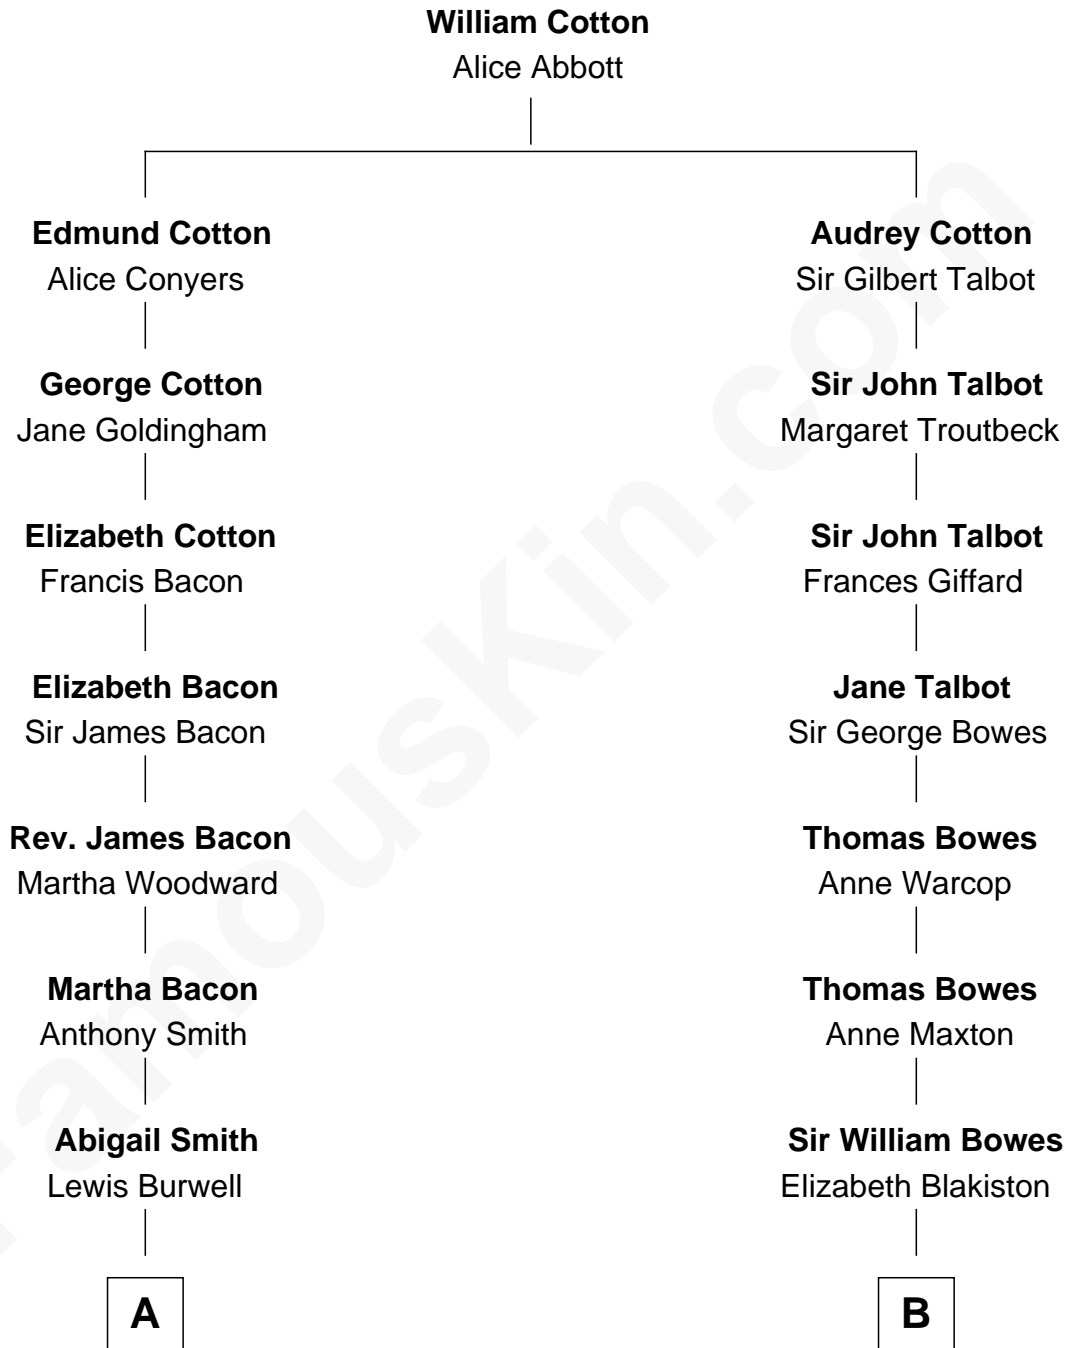 William Cotton
Alice Abbott
Edmund Cotton
Alice Conyers
George Cotton
Jane Goldingham
Elizabeth Cotton
Francis Bacon
Elizabeth Bacon
Sir James Bacon
Rev. James Bacon
Martha Woodward
Martha Bacon
Anthony Smith
Abigail Smith
Lewis Burwell
A
Audrey Cotton
Sir Gilbert Talbot
Sir John Talbot
Margaret Troutbeck
Sir John Talbot
Frances Giffard
Jane Talbot
Sir George Bowes
Thomas Bowes
Anne Warcop
Thomas Bowes
Anne Maxton
Sir William Bowes
Elizabeth Blakiston
B
FamousKin.com